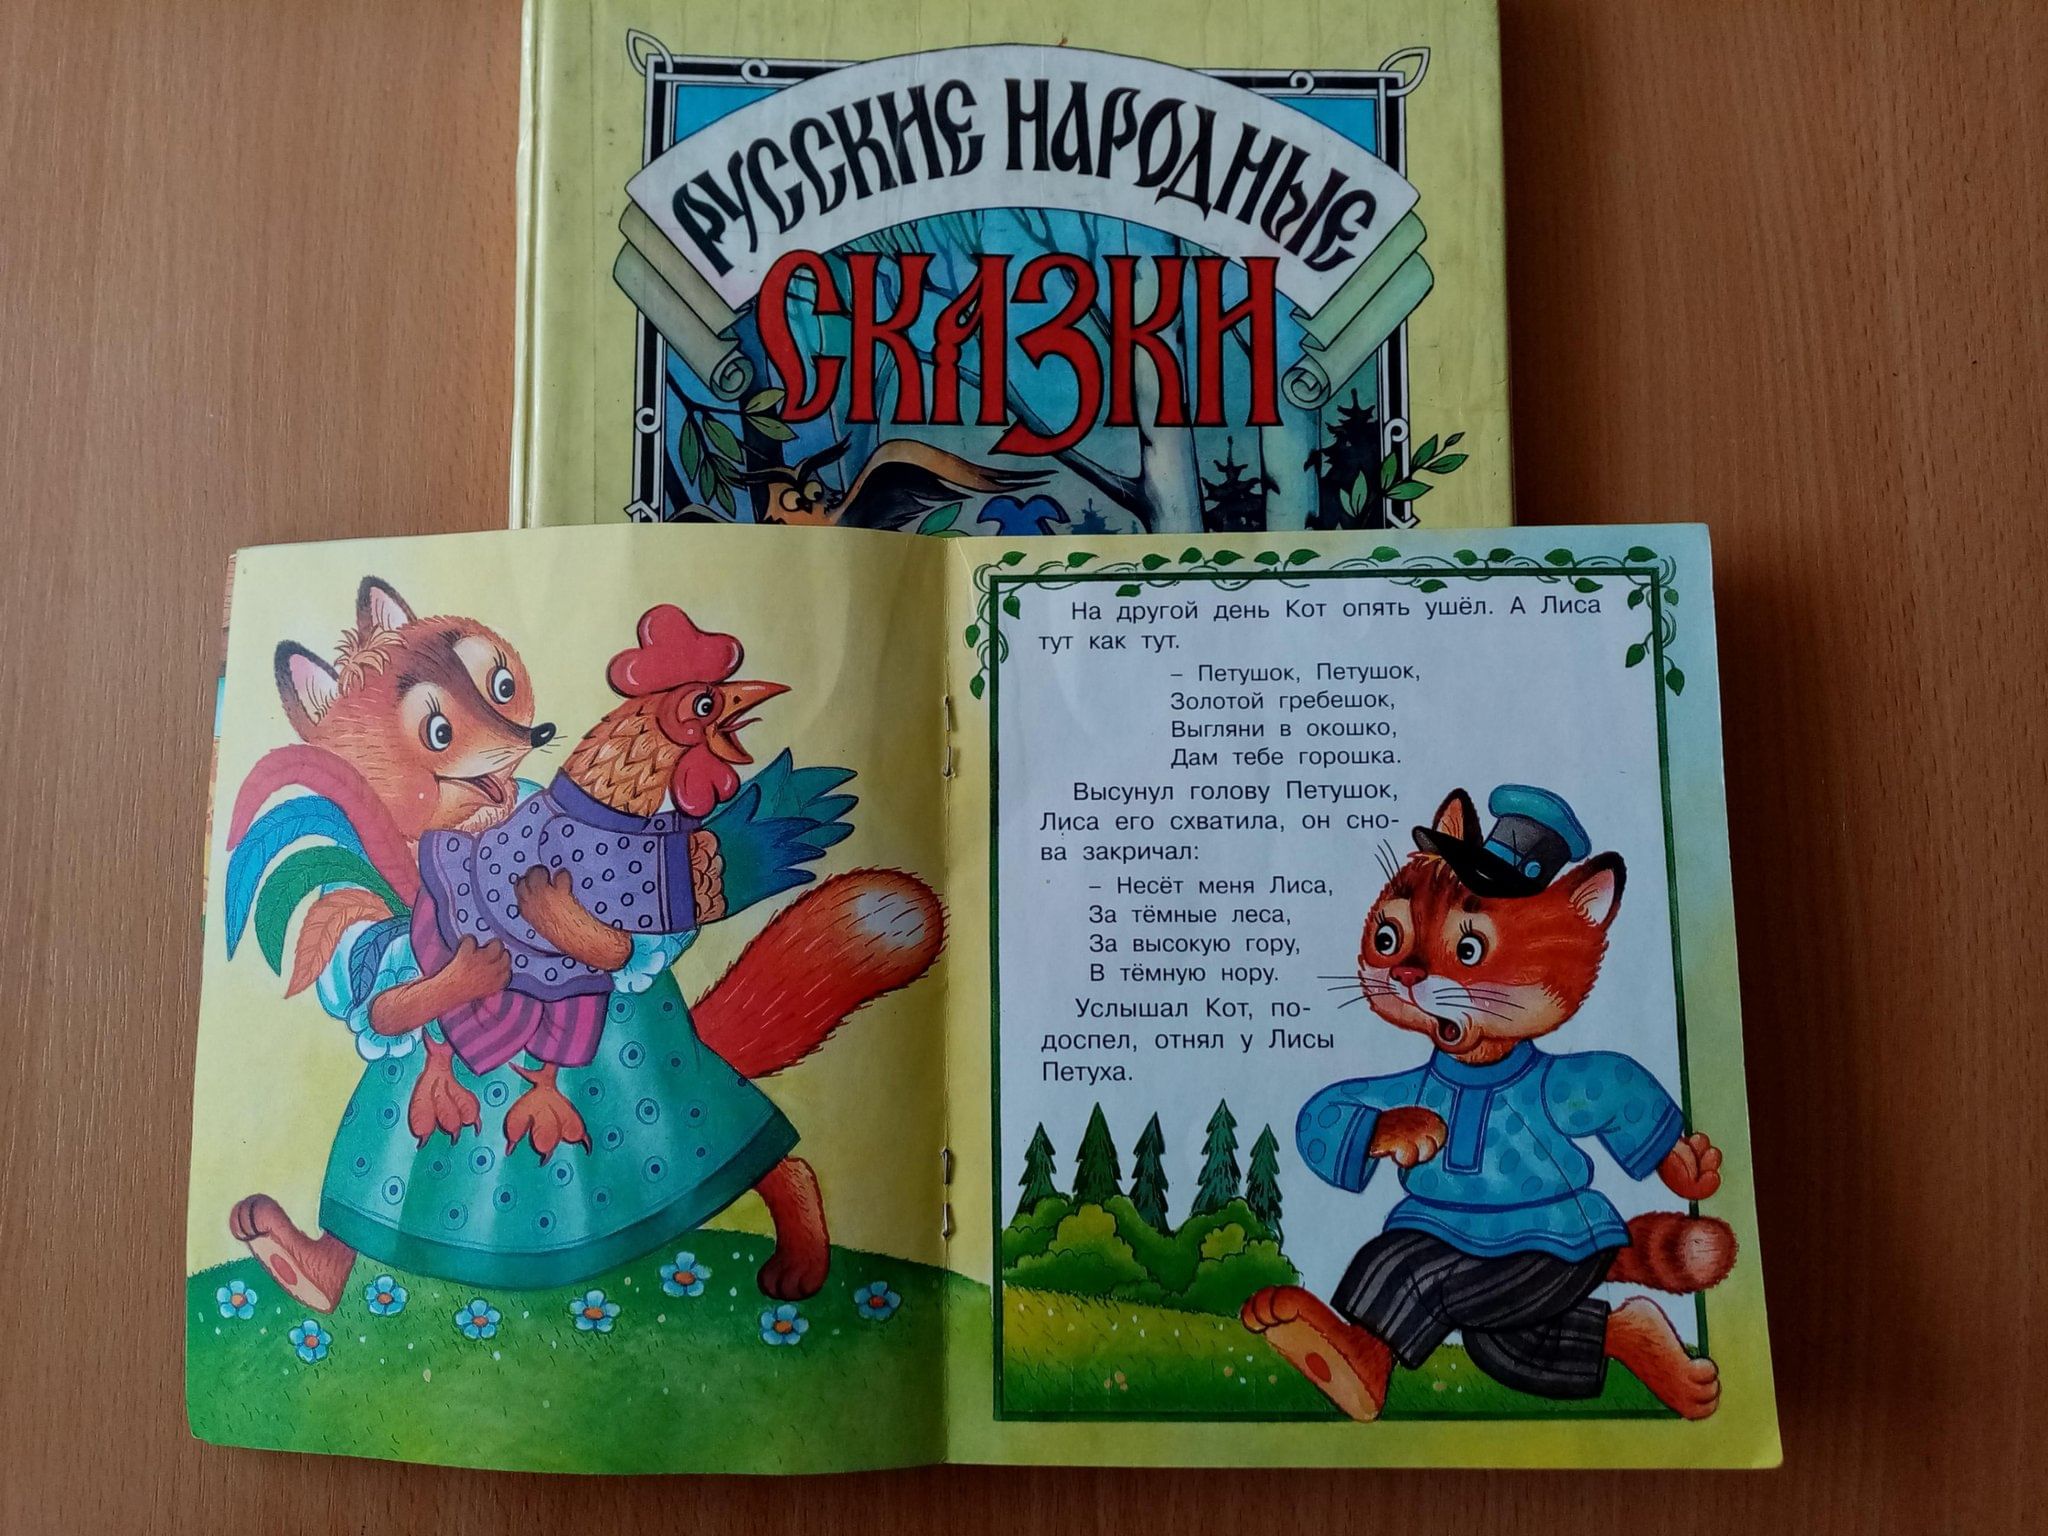 РУССКИЕ НАРОДНЫЕ
СКАЗКИ
На другой день Кот опять ушёл. А Лиса
тут как тут.
– Петушок, Петушок,
Золотой гребешок,
Выгляни в окошко,
Дам тебе горошка.
Высунул голову Петушок,
Лиса его схватила, он сно-
ва закричал:
– Несёт меня Лиса,
За тёмные леса,
За высокую гору,
В тёмную нору.
Услышал Кот, по-
доспел, отнял у Лисы
Петуха.